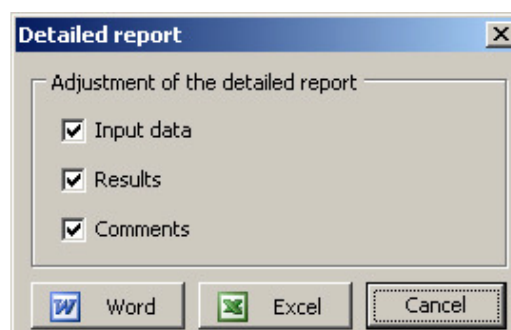 Detailed report
Adjustment of the detailed report
Input data
Results
Comments
Word Excel Cancel